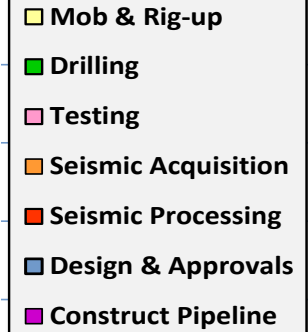 Mob & Rig-up
Drilling
Testing
Seismic Acquisition
Seismic Processing
Design & Approvals
Construct Pipeline